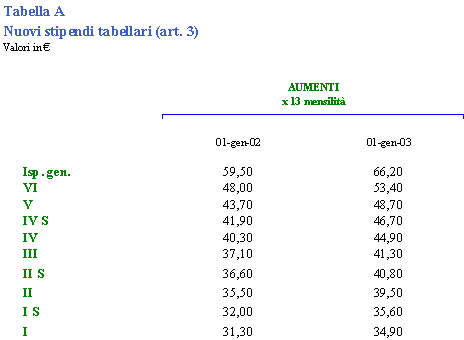 Tabella A
Nuovi stipendi tabellari (art. 3)
Valori in €
AUMENTI
x 13 mensilità
01-gen-02 01-gen-03
Isp. gen. 59,50 66,20
VI 48,00 53,40
V 43,70 48,70
IV S 41,90 46,70
IV 40,30 44,90
III 37,10 41,30
II S 36,60 40,80
II 35,50 39,50
I S 32,00 35,60
I 31,30 34,90